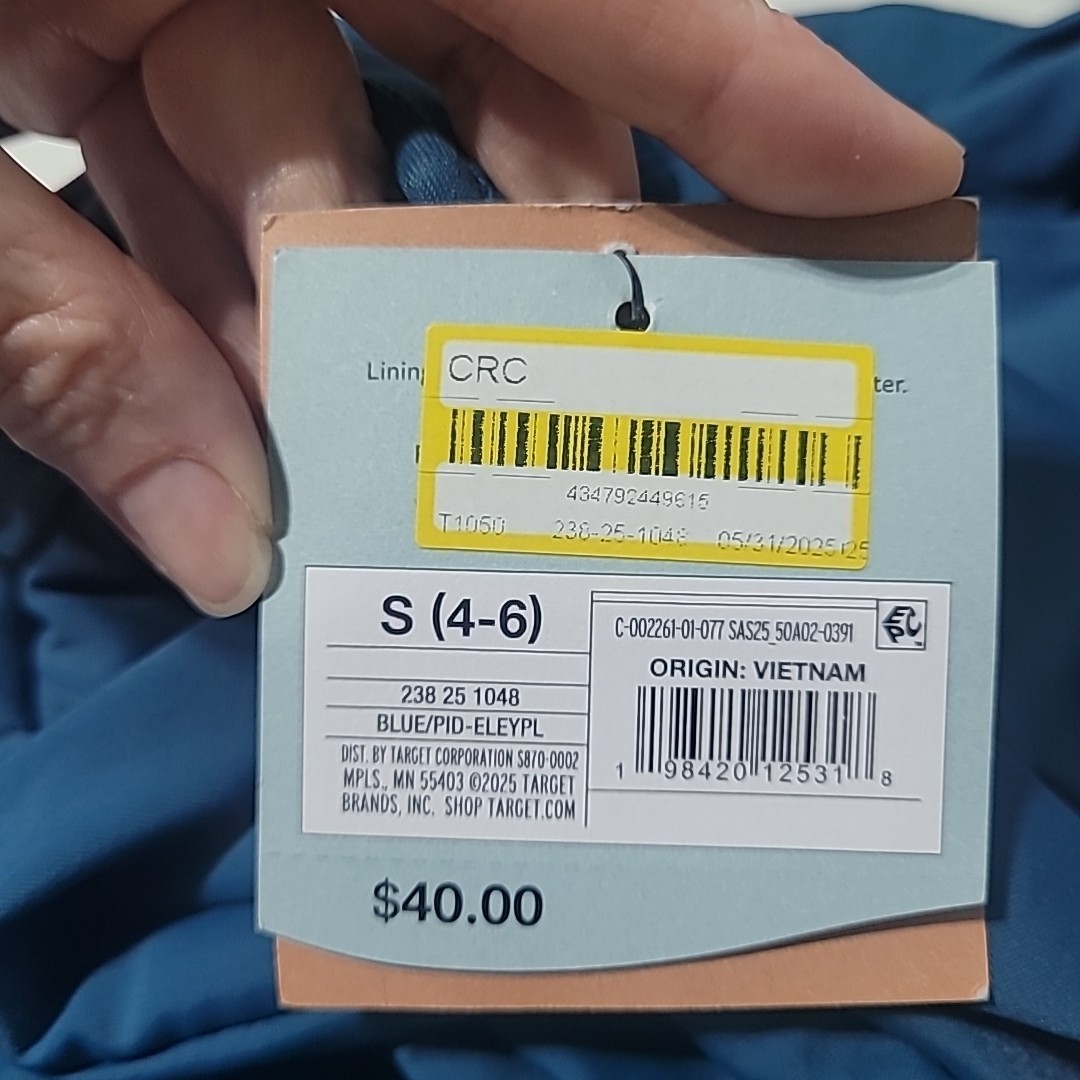 Linin
ter.
CRC
434792449615
T1050 238-25-1048 05/31/2025
S (4-6)
238 25 1048
BLUE/PID-ELEYPL
DIST. BY TARGET CORPORATION S870-0002
MPLS., MN 55403 ©2025 TARGET
BRANDS, INC. SHOP TARGET.COM
C-002261-01-077 SAS25_50A02-0391
EPC
ORIGIN: VIETNAM
1 98420 12531 8
$40.00